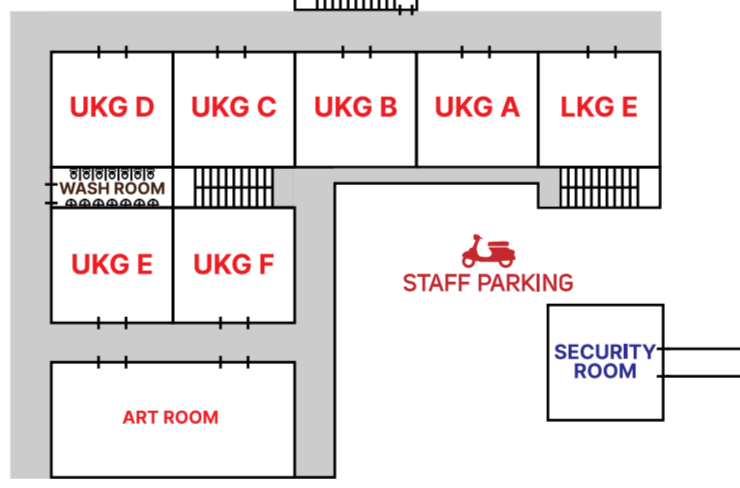 UKG D
UKG C
UKG B
UKG A
LKG E
WASH ROOM
UKG E
UKG F
STAFF PARKING
SECURITY
ROOM
ART ROOM